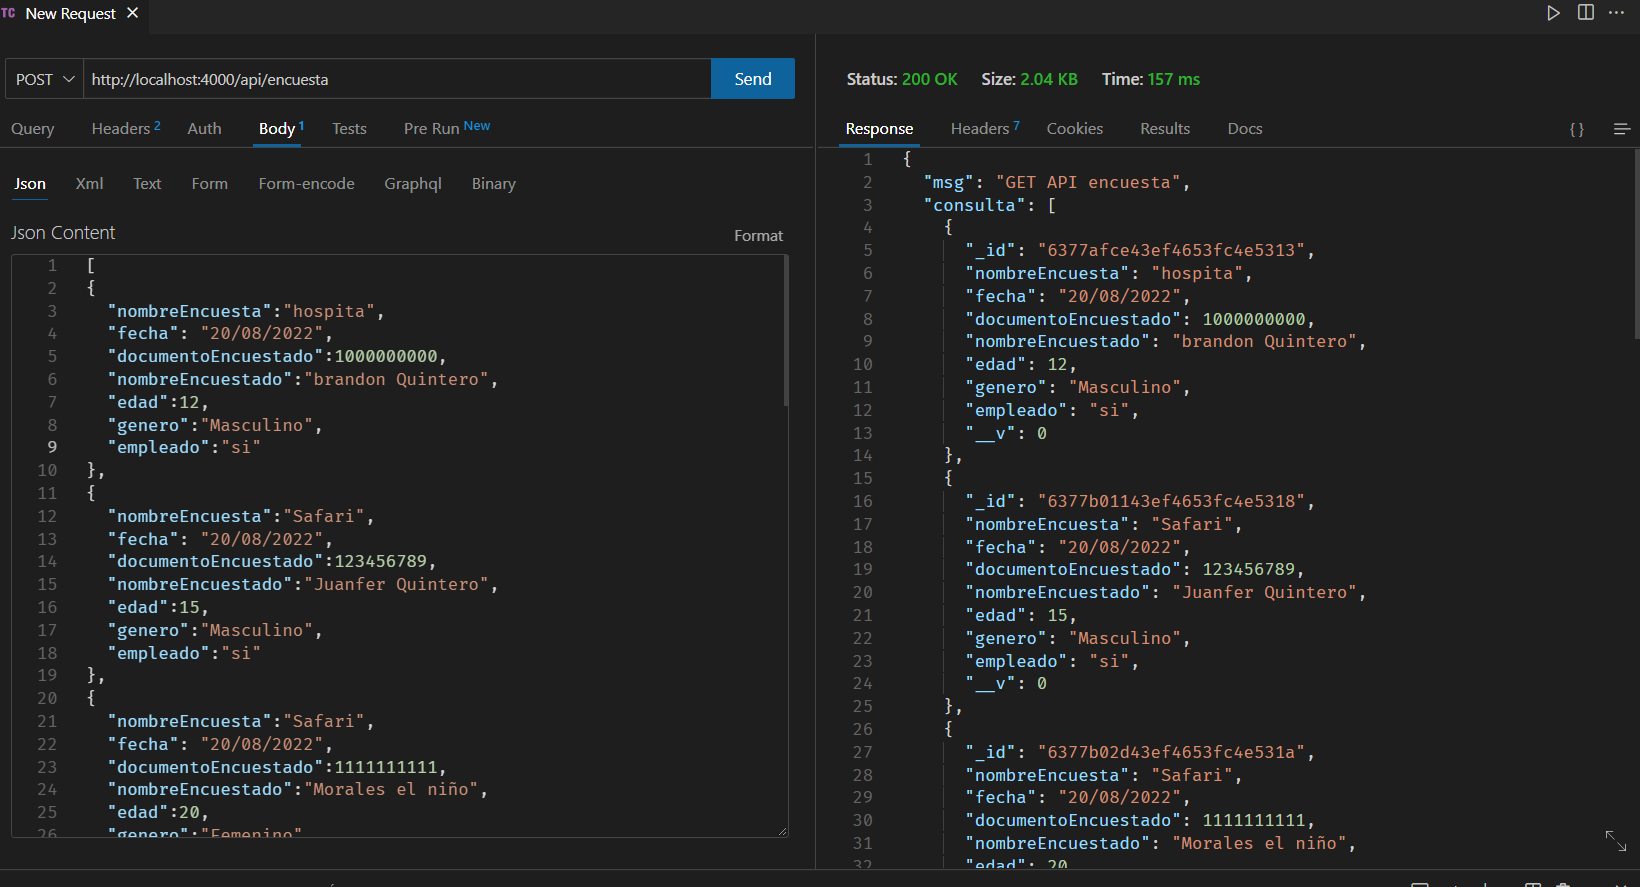 TC New Request ×
POST http://localhost:4000/api/encuesta Send
Query Headers 2 Auth Body 1 Tests Pre Run New
Json Xml Text Form Form-encode Graphql Binary
Json Content
Format
1 [
2 {
3 "nombreEncuesta":"hospita",
4 "fecha": "20/08/2022",
5 "documentoEncuestado":1000000000,
6 "nombreEncuestado":"brandon Quintero",
7 "edad":12,
8 "genero":"Masculino",
9 "empleado":"si"
10 },
11 {
12 "nombreEncuesta":"Safari",
13 "fecha": "20/08/2022",
14 "documentoEncuestado":123456789,
15 "nombreEncuestado":"Juanfer Quintero",
16 "edad":15,
17 "genero":"Masculino",
18 "empleado":"si"
19 },
20 {
21 "nombreEncuesta":"Safari",
22 "fecha": "20/08/2022",
23 "documentoEncuestado":1111111111,
24 "nombreEncuestado":"Morales el niño",
25 "edad":20,
26 "genero":"Femenino"
Status: 200 OK Size: 2.04 KB Time: 157 ms
Response Headers 7 Cookies Results Docs { }
1 {
2 "msg": "GET API encuesta",
3 "consulta": [
4 {
5 "_id": "6377afce43ef4653fc4e5313",
6 "nombreEncuesta": "hospita",
7 "fecha": "20/08/2022",
8 "documentoEncuestado": 1000000000,
9 "nombreEncuestado": "brandon Quintero",
10 "edad": 12,
11 "genero": "Masculino",
12 "empleado": "si",
13 "__v": 0
14 },
15 {
16 "_id": "6377b01143ef4653fc4e5318",
17 "nombreEncuesta": "Safari",
18 "fecha": "20/08/2022",
19 "documentoEncuestado": 123456789,
20 "nombreEncuestado": "Juanfer Quintero",
21 "edad": 15,
22 "genero": "Masculino",
23 "empleado": "si",
24 "__v": 0
25 },
26 {
27 "_id": "6377b02d43ef4653fc4e531a",
28 "nombreEncuesta": "Safari",
29 "fecha": "20/08/2022",
30 "documentoEncuestado": 1111111111,
31 "nombreEncuestado": "Morales el niño",
32 "edad": 20